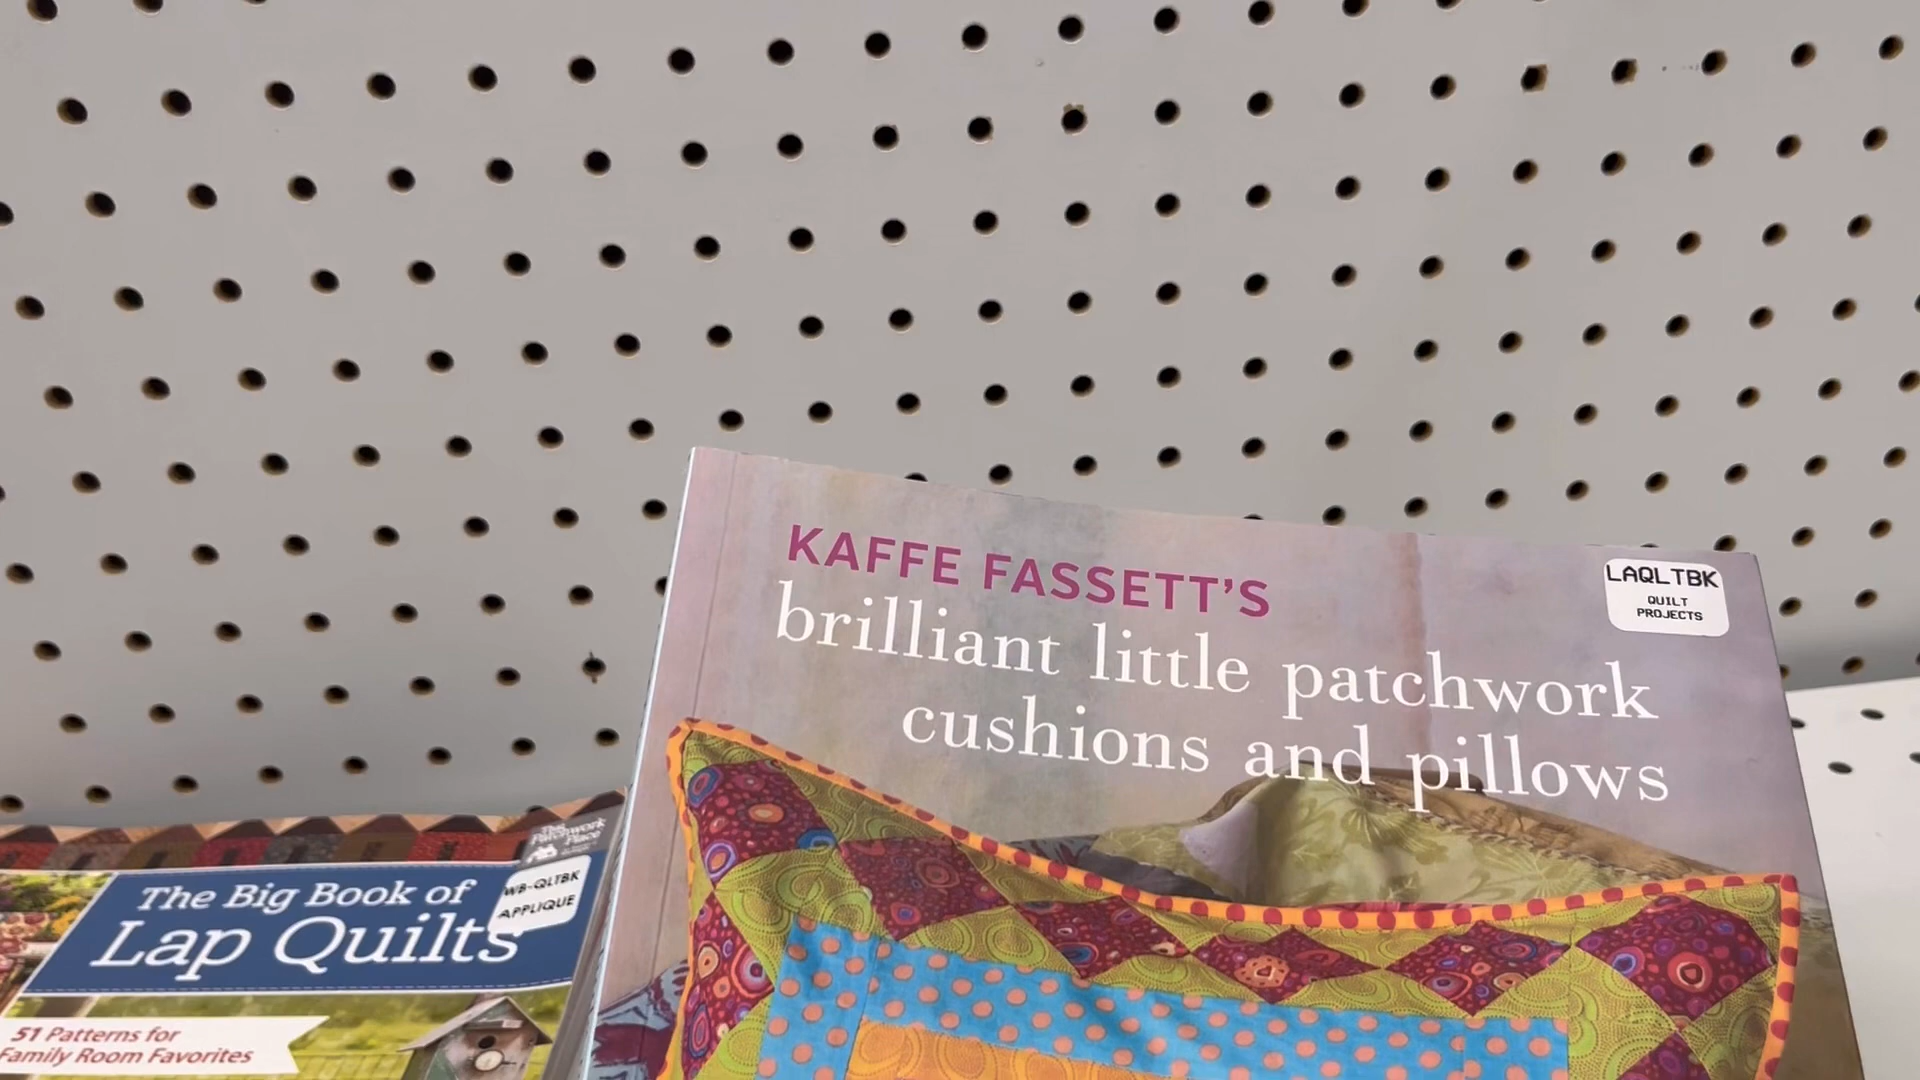 KAFFE FASSETT'S
brilliant little patchwork
cushions and pillows
LAQLTBK
QUILT
PROJECTS
The Patchwork
Place
WB-QLTBK
APPLIQUE
The Big Book of
Lap Quilts
51 Patterns for
Family Room Favorites